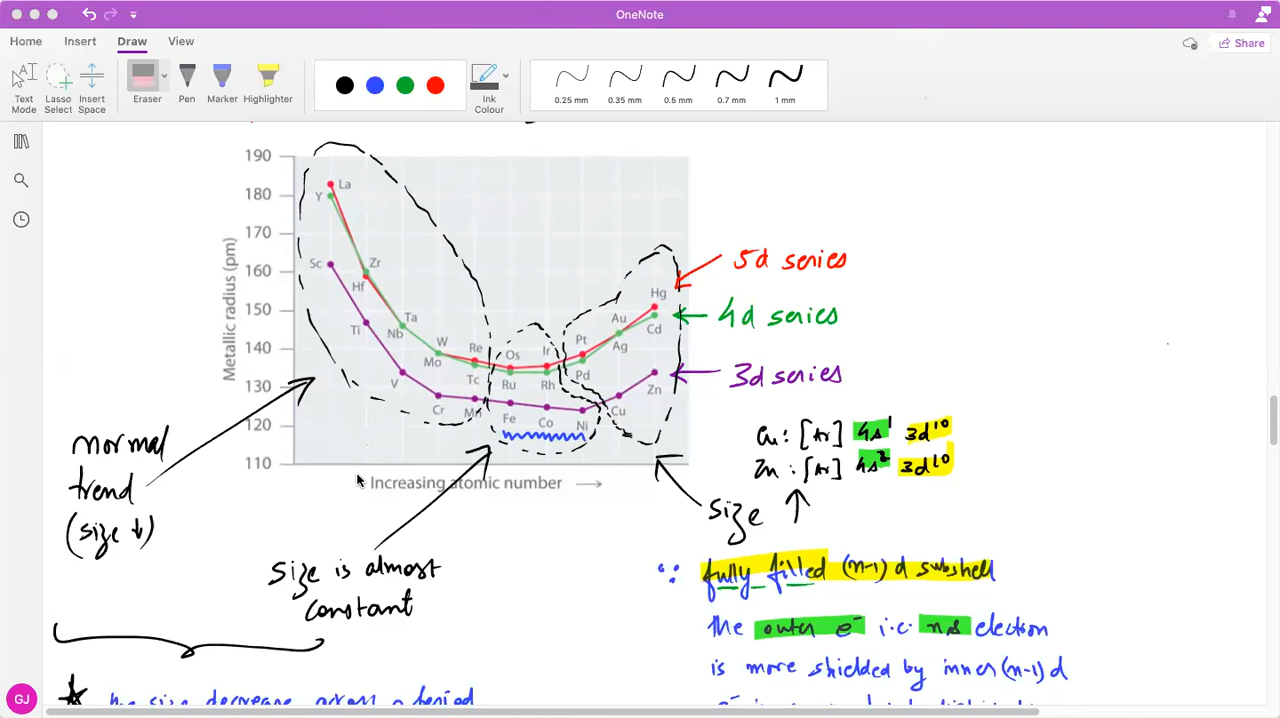 OneNote
Home
Insert
Draw
View
Share
Text Mode
Lasso Select
Insert Space
Eraser
Pen
Marker
Highlighter
Ink Colour
0.25 mm
0.35 mm
0.5 mm
0.7 mm
1 mm
Metallic radius (pm)
190
180
170
160
150
140
130
120
110
La
Y
Sc
Zr
Hf
Ti
Ta
Nb
V
W
Mo
Cr
Re
Tc
Mn
Os
Ru
Fe
Ir
Rh
Co
Pt
Pd
Ni
Au
Ag
Cu
Hg
Cd
Zn
Increasing atomic number
5d series
4d series
3d series
Cu : [Ar] 4s1 3d10
Zn : [Ar] 4s2 3d10
normal
trend
(size ↓)
size is almost
constant
size ↑
∵ fully filled (n-1) d subshell
the outer e- i.e. ns electron
is more shielded by inner (n-1) d
the size decrease across a period
GJ